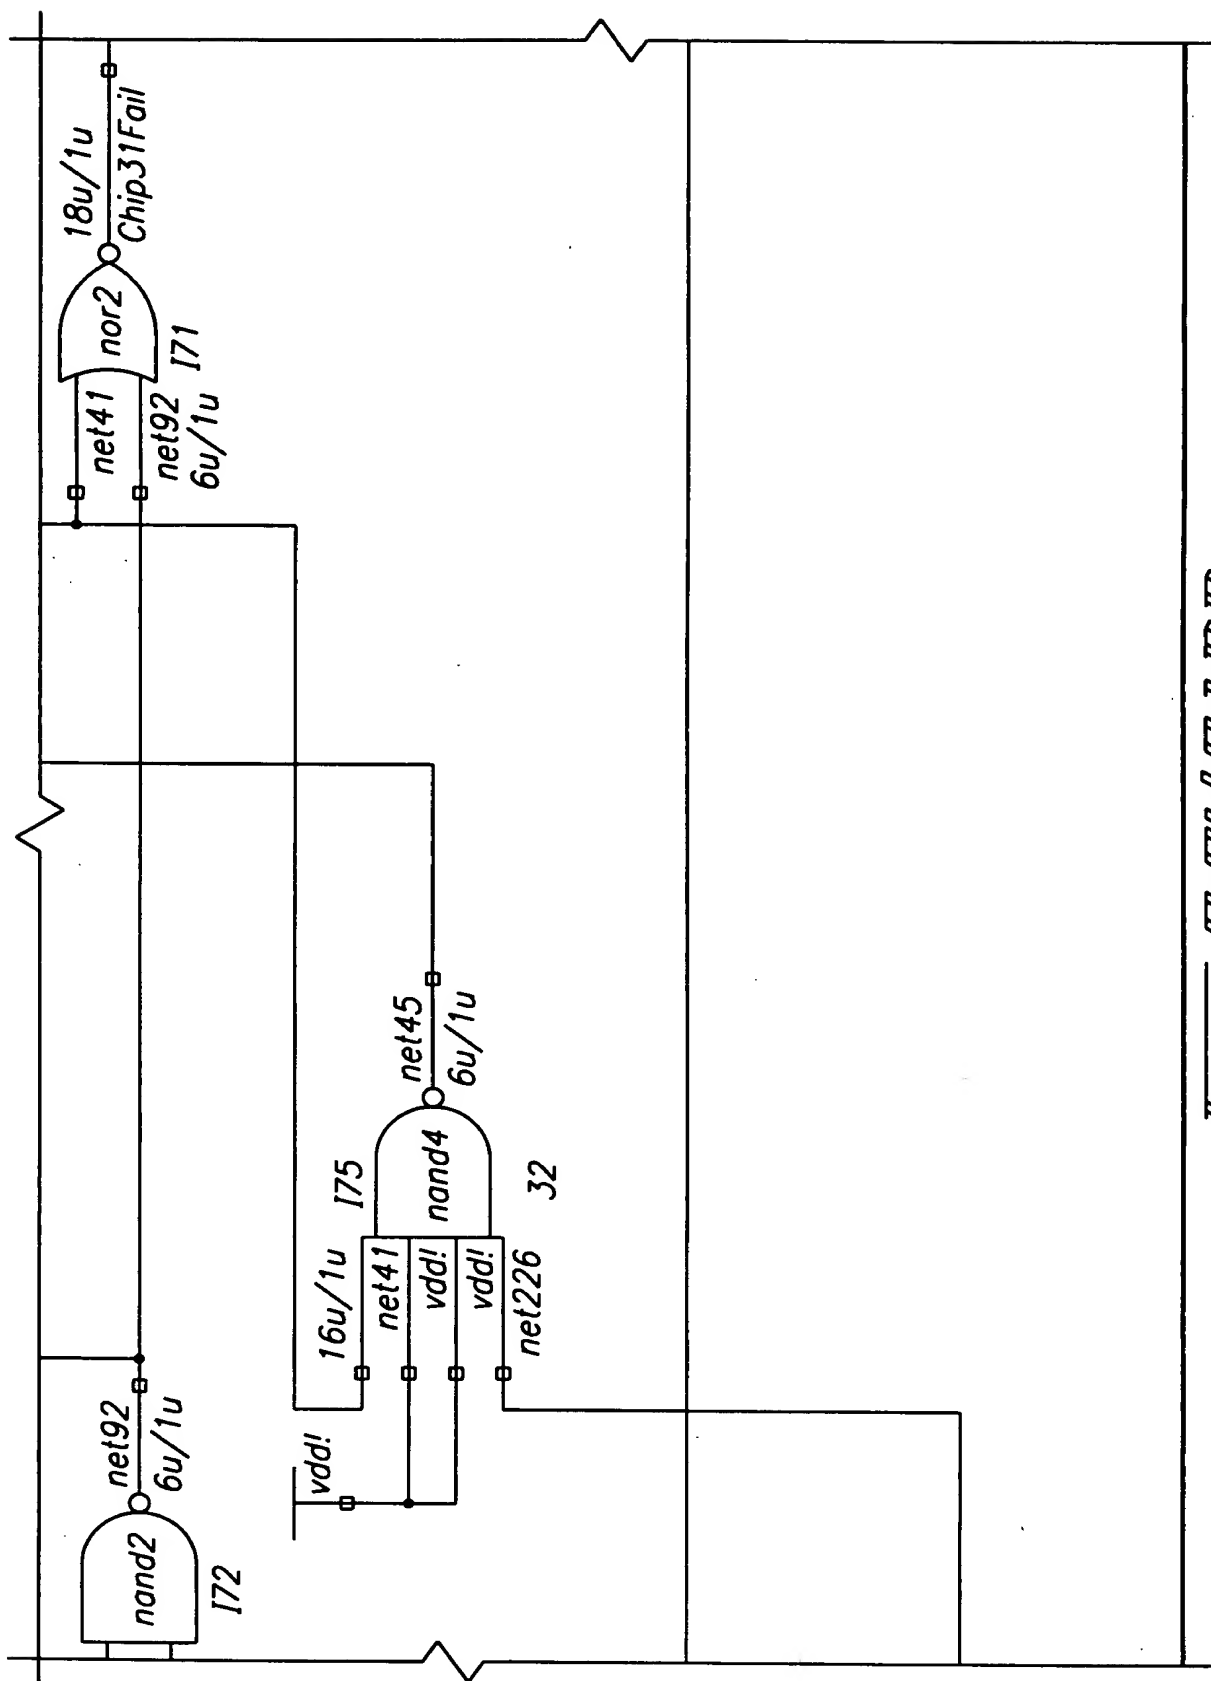 18u/1u
Chip31Fail
nor2
I71
net41
net92
6u/1u
net45
6u/1u
I75
nand4
32
16u/1u
net41
vdd!
vdd!
net226
vdd!
net92
6u/1u
nand2
I72